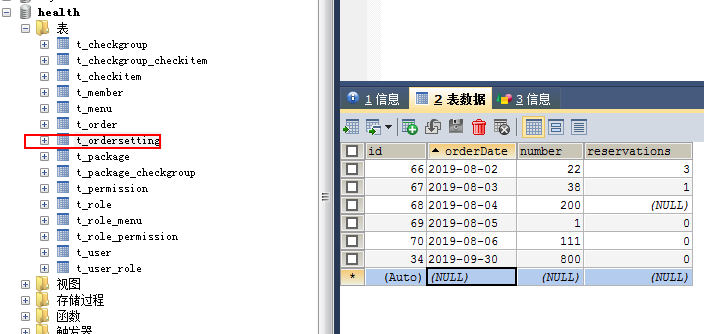 health
表
t_checkgroup
t_checkgroup_checkitem
t_checkitem
t_member
t_menu
t_order
t_ordersetting
t_package
t_package_checkgroup
t_permission
t_role
t_role_menu
t_role_permission
t_user
t_user_role
视图
存储过程
函数
触发器
1 信息 2 表数据 3 信息
id orderDate number reservations
66 2019-08-02 22 3
67 2019-08-03 38 1
68 2019-08-04 200 (NULL)
69 2019-08-05 1 0
70 2019-08-06 111 0
34 2019-09-30 800 0
* (Auto) (NULL) (NULL) (NULL)